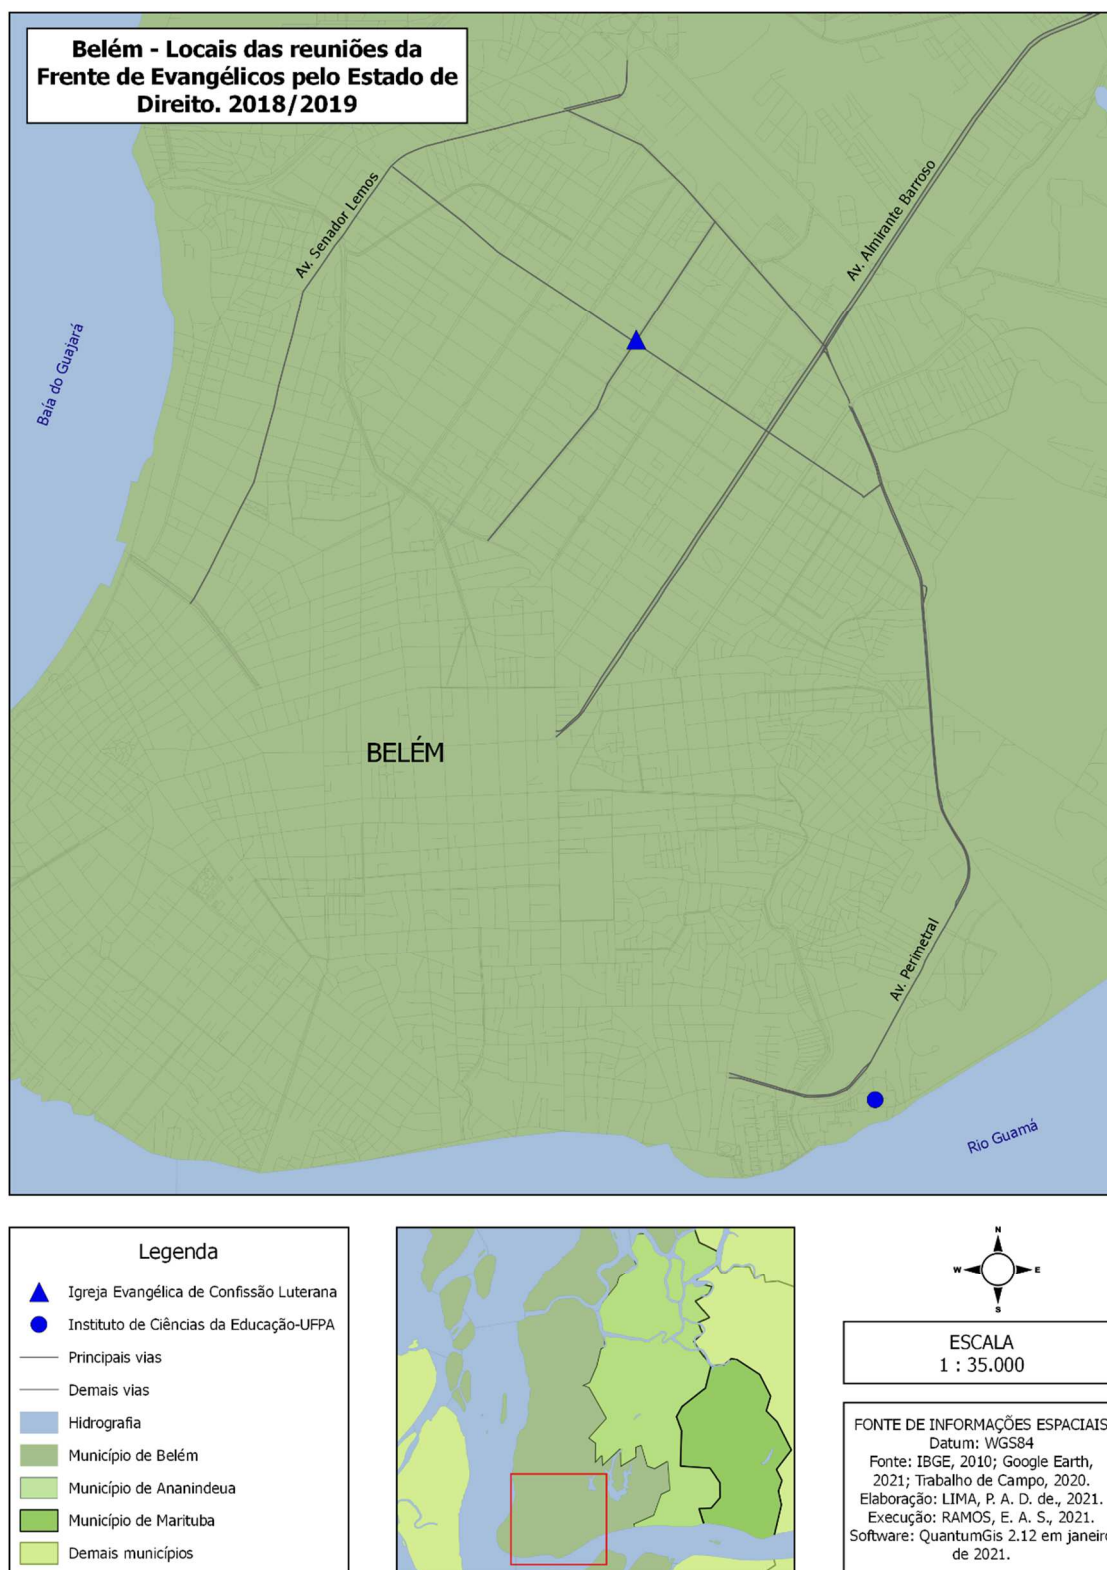 Belém - Locais das reuniões da
Frente de Evangélicos pelo Estado de
Direito. 2018/2019
Av. Senador Lemos
Av. Almirante Barroso
Baía do Guajará
BELÉM
Av. Perimetral
Rio Guamá
Legenda
Igreja Evangélica de Confissão Luterana
Instituto de Ciências da Educação-UFPA
Principais vias
Demais vias
Hidrografia
Município de Belém
Município de Ananindeua
Município de Marituba
Demais municípios
N
W E
S
ESCALA
1 : 35.000
FONTE DE INFORMAÇÕES ESPACIAIS
Datum: WGS84
Fonte: IBGE, 2010; Google Earth,
2021; Trabalho de Campo, 2020.
Elaboração: LIMA, P. A. D. de., 2021.
Execução: RAMOS, E. A. S., 2021.
Software: QuantumGis 2.12 em janeiro
de 2021.